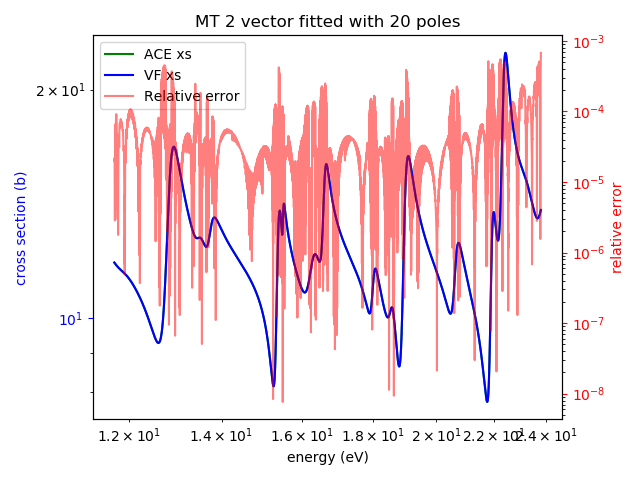 MT 2 vector fitted with 20 poles
ACE xs
VF xs
Relative error
cross section (b)
2 × 10¹
10¹
relative error
10⁻³
10⁻⁴
10⁻⁵
10⁻⁶
10⁻⁷
10⁻⁸
1.2 × 10¹ 1.4 × 10¹ 1.6 × 10¹ 1.8 × 10¹ 2 × 10¹ 2.2 × 10¹ 2.4 × 10¹
energy (eV)